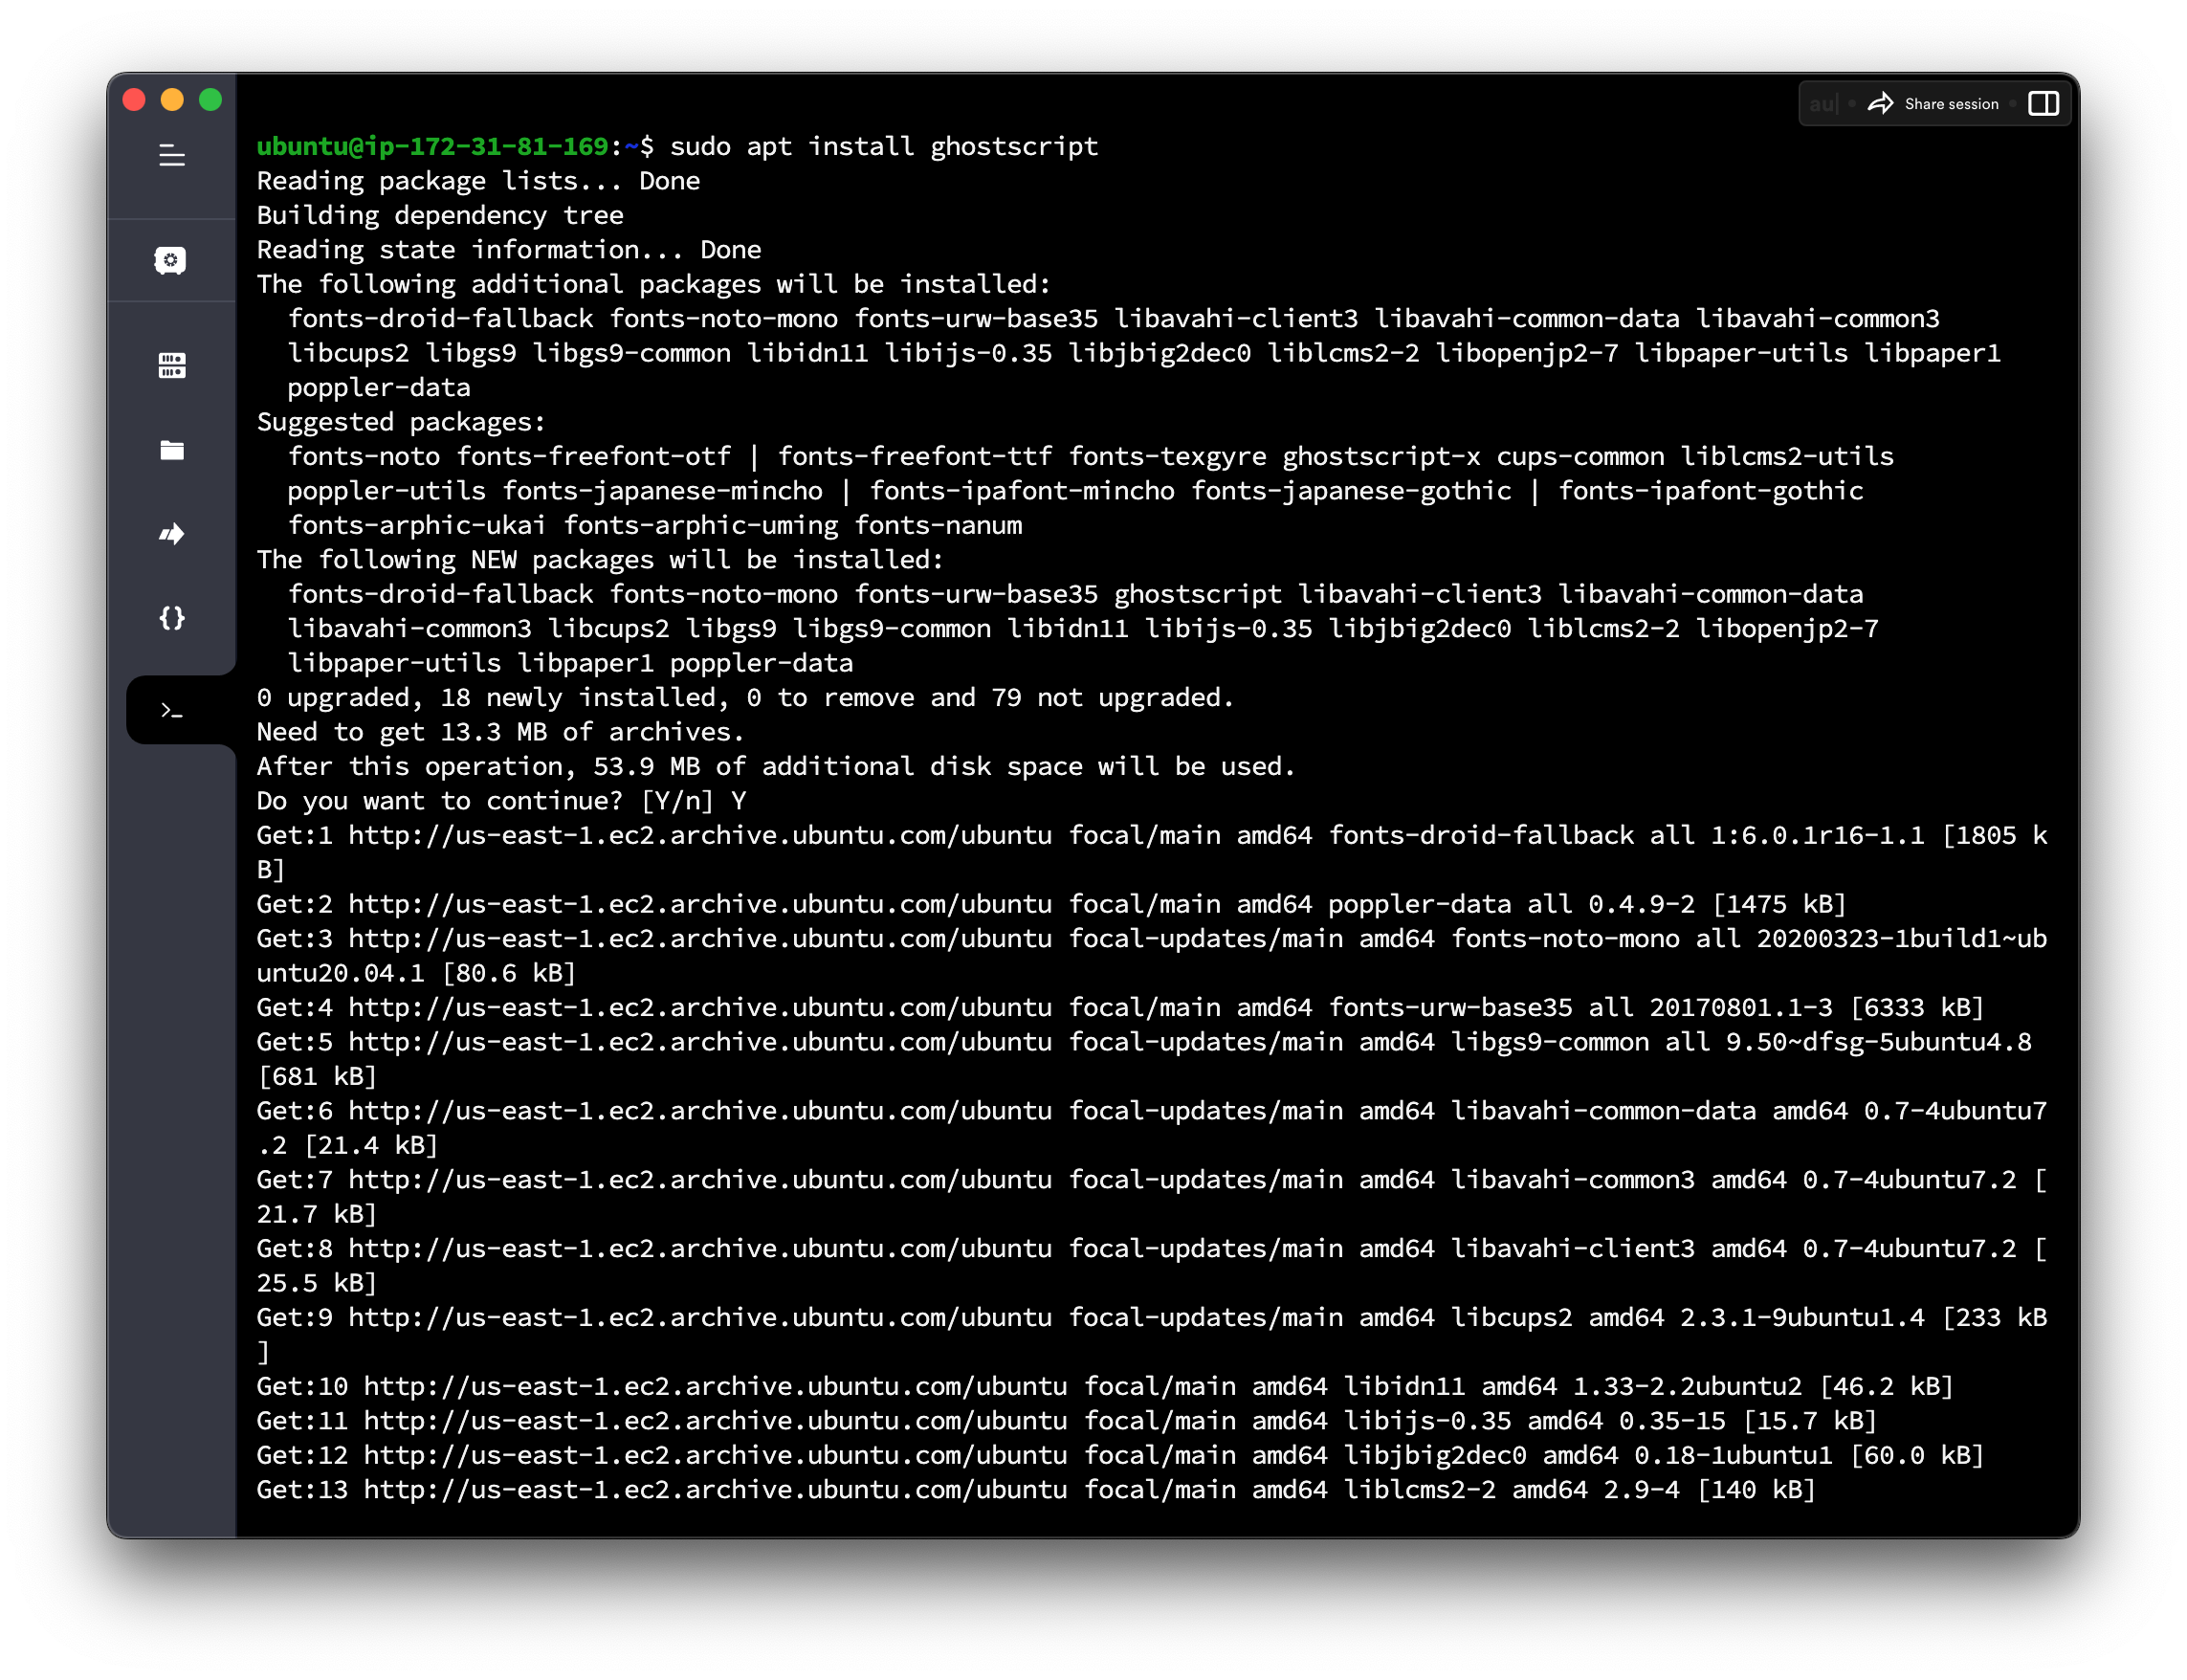 au
Share session
ubuntu@ip-172-31-81-169:~$ sudo apt install ghostscript
Reading package lists... Done
Building dependency tree
Reading state information... Done
The following additional packages will be installed:
  fonts-droid-fallback fonts-noto-mono fonts-urw-base35 libavahi-client3 libavahi-common-data libavahi-common3
  libcups2 libgs9 libgs9-common libidn11 libijs-0.35 libjbig2dec0 liblcms2-2 libopenjp2-7 libpaper-utils libpaper1
  poppler-data
Suggested packages:
  fonts-noto fonts-freefont-otf | fonts-freefont-ttf fonts-texgyre ghostscript-x cups-common liblcms2-utils
  poppler-utils fonts-japanese-mincho | fonts-ipafont-mincho fonts-japanese-gothic | fonts-ipafont-gothic
  fonts-arphic-ukai fonts-arphic-uming fonts-nanum
The following NEW packages will be installed:
  fonts-droid-fallback fonts-noto-mono fonts-urw-base35 ghostscript libavahi-client3 libavahi-common-data
  libavahi-common3 libcups2 libgs9 libgs9-common libidn11 libijs-0.35 libjbig2dec0 liblcms2-2 libopenjp2-7
  libpaper-utils libpaper1 poppler-data
0 upgraded, 18 newly installed, 0 to remove and 79 not upgraded.
Need to get 13.3 MB of archives.
After this operation, 53.9 MB of additional disk space will be used.
Do you want to continue? [Y/n] Y
Get:1 http://us-east-1.ec2.archive.ubuntu.com/ubuntu focal/main amd64 fonts-droid-fallback all 1:6.0.1r16-1.1 [1805 k
B]
Get:2 http://us-east-1.ec2.archive.ubuntu.com/ubuntu focal/main amd64 poppler-data all 0.4.9-2 [1475 kB]
Get:3 http://us-east-1.ec2.archive.ubuntu.com/ubuntu focal-updates/main amd64 fonts-noto-mono all 20200323-1build1~ub
untu20.04.1 [80.6 kB]
Get:4 http://us-east-1.ec2.archive.ubuntu.com/ubuntu focal/main amd64 fonts-urw-base35 all 20170801.1-3 [6333 kB]
Get:5 http://us-east-1.ec2.archive.ubuntu.com/ubuntu focal-updates/main amd64 libgs9-common all 9.50~dfsg-5ubuntu4.8
[681 kB]
Get:6 http://us-east-1.ec2.archive.ubuntu.com/ubuntu focal-updates/main amd64 libavahi-common-data amd64 0.7-4ubuntu7
.2 [21.4 kB]
Get:7 http://us-east-1.ec2.archive.ubuntu.com/ubuntu focal-updates/main amd64 libavahi-common3 amd64 0.7-4ubuntu7.2 [
21.7 kB]
Get:8 http://us-east-1.ec2.archive.ubuntu.com/ubuntu focal-updates/main amd64 libavahi-client3 amd64 0.7-4ubuntu7.2 [
25.5 kB]
Get:9 http://us-east-1.ec2.archive.ubuntu.com/ubuntu focal-updates/main amd64 libcups2 amd64 2.3.1-9ubuntu1.4 [233 kB
]
Get:10 http://us-east-1.ec2.archive.ubuntu.com/ubuntu focal/main amd64 libidn11 amd64 1.33-2.2ubuntu2 [46.2 kB]
Get:11 http://us-east-1.ec2.archive.ubuntu.com/ubuntu focal/main amd64 libijs-0.35 amd64 0.35-15 [15.7 kB]
Get:12 http://us-east-1.ec2.archive.ubuntu.com/ubuntu focal/main amd64 libjbig2dec0 amd64 0.18-1ubuntu1 [60.0 kB]
Get:13 http://us-east-1.ec2.archive.ubuntu.com/ubuntu focal/main amd64 liblcms2-2 amd64 2.9-4 [140 kB]